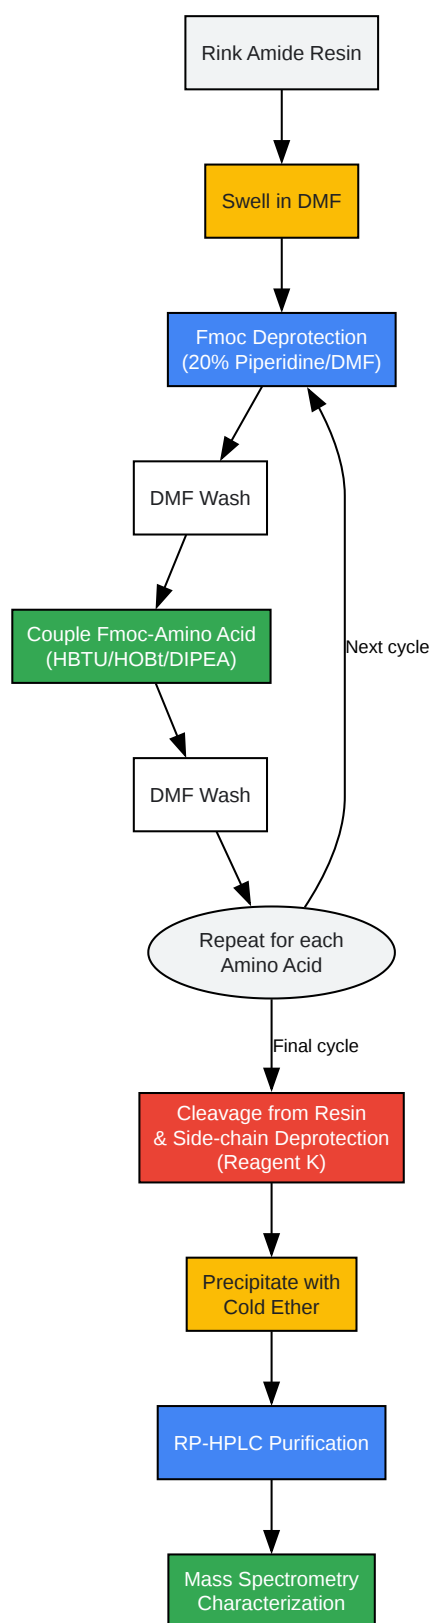 Rink Amide Resin
Swell in DMF
Fmoc Deprotection
(20% Piperidine/DMF)
DMF Wash
Couple Fmoc-Amino Acid
(HBTU/HOBt/DIPEA)
Next cycle
DMF Wash
Repeat for each
Amino Acid
Final cycle
Cleavage from Resin
& Side-chain Deprotection
(Reagent K)
Precipitate with
Cold Ether
RP-HPLC Purification
Mass Spectrometry
Characterization